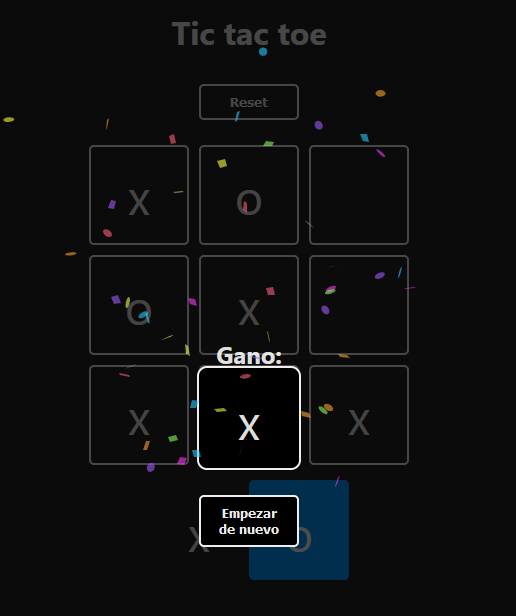 Tic tac toe
Reset
X O
O X
Gano:
X X X
Empezar
de nuevo
X O